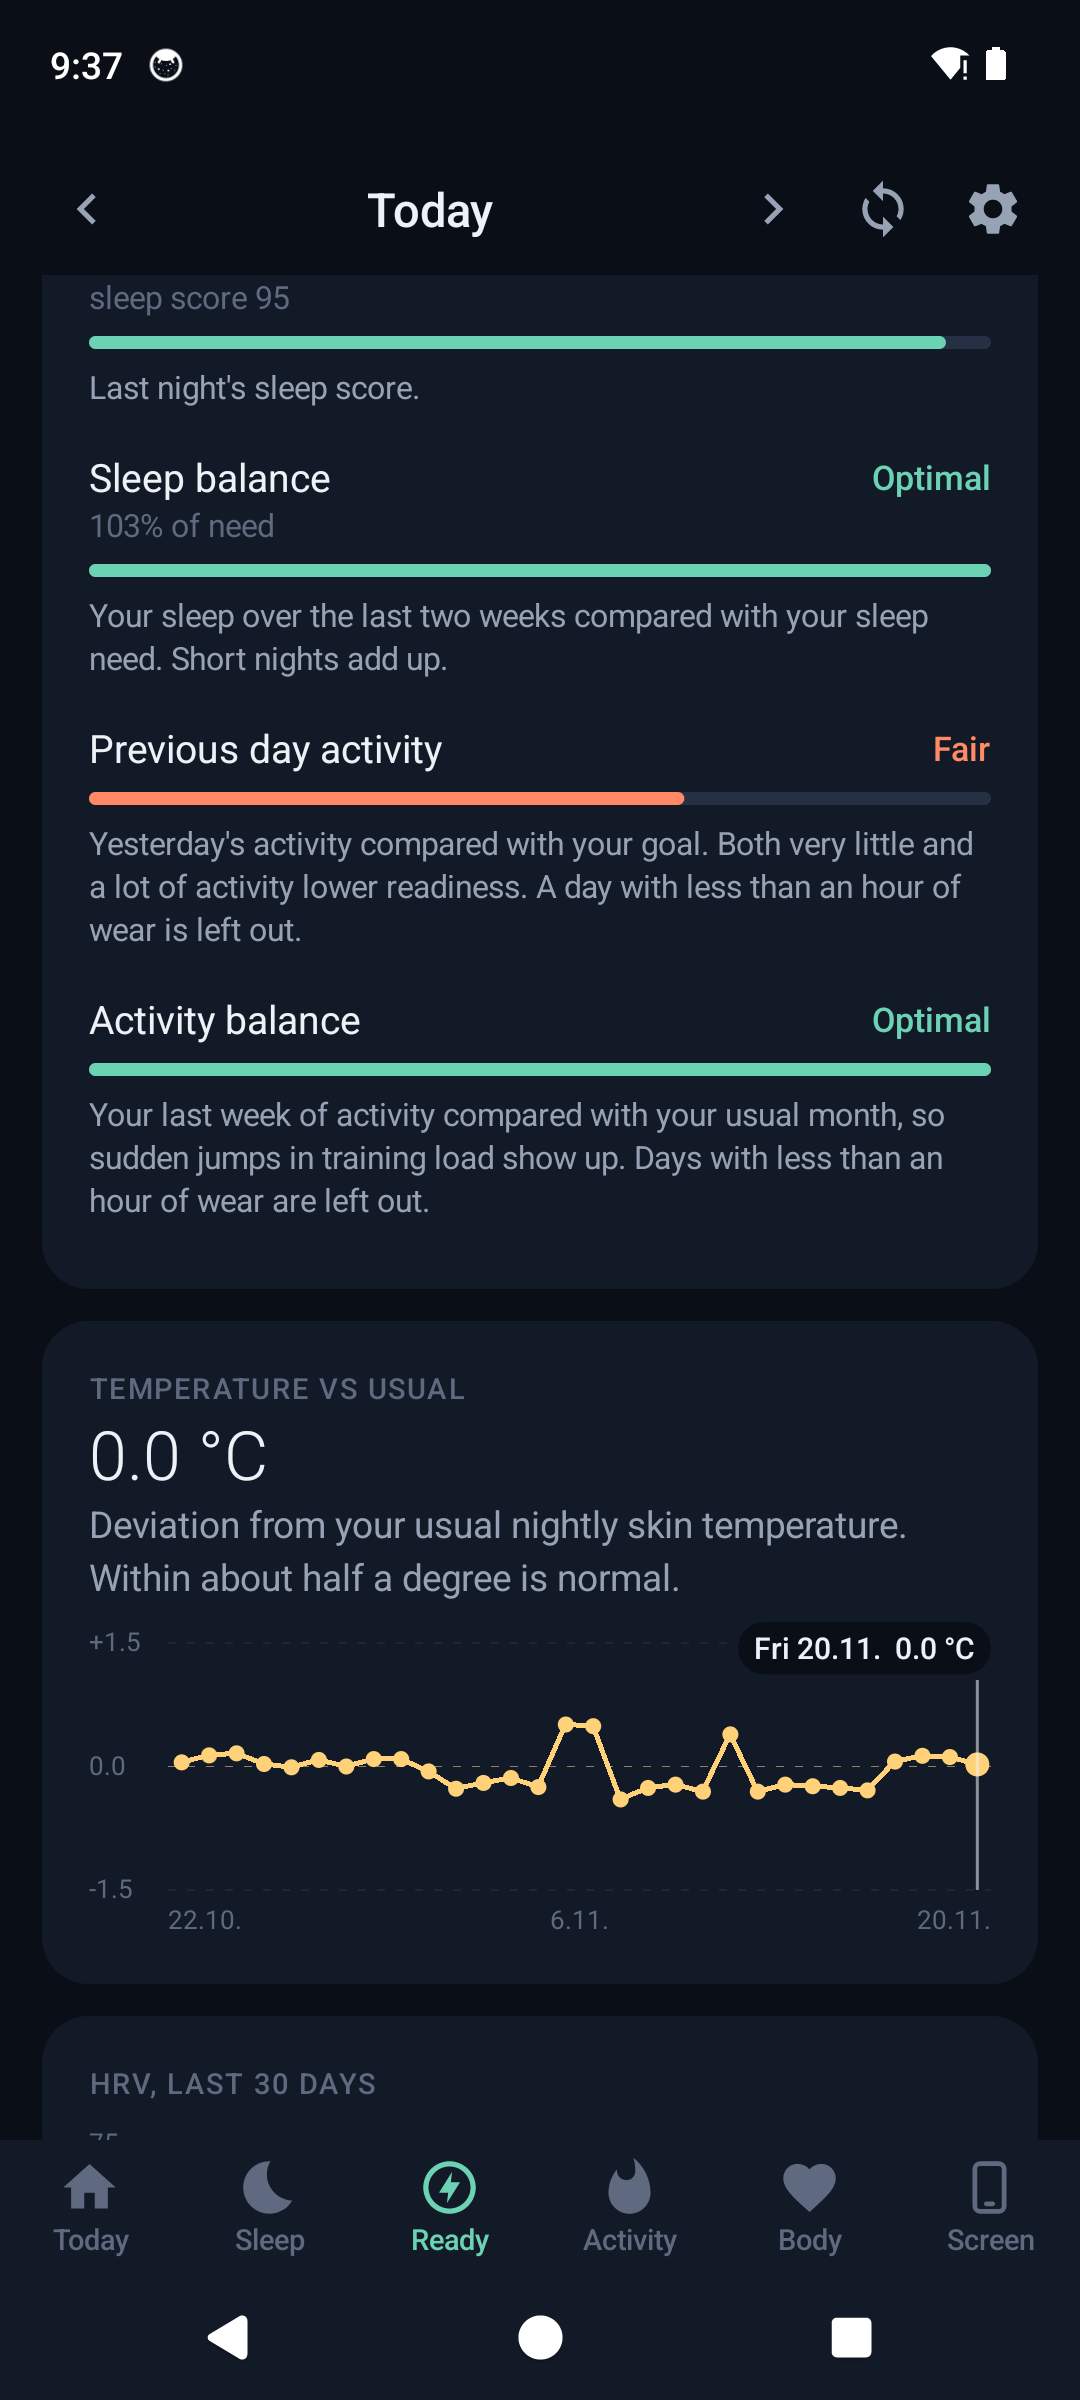 9:37
Today
sleep score 95
Last night's sleep score.
Sleep balance
Optimal
103% of need
Your sleep over the last two weeks compared with your sleep
need. Short nights add up.
Previous day activity
Fair
Yesterday's activity compared with your goal. Both very little and
a lot of activity lower readiness. A day with less than an hour of
wear is left out.
Activity balance
Optimal
Your last week of activity compared with your usual month, so
sudden jumps in training load show up. Days with less than an
hour of wear are left out.
TEMPERATURE VS USUAL
0.0 °C
Deviation from your usual nightly skin temperature.
Within about half a degree is normal.
+1.5
Fri 20.11. 0.0 °C
0.0
-1.5
22.10.
6.11.
20.11.
HRV, LAST 30 DAYS
Today
Sleep
Ready
Activity
Body
Screen